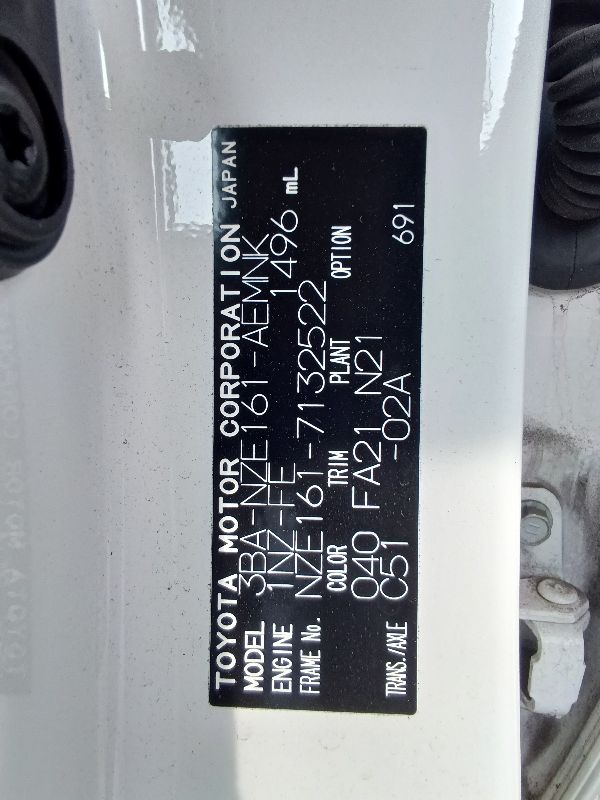 TOYOTA MOTOR CORPORATION JAPAN
MODEL 3BA-NZE161-AEMNK
ENGINE 1NZ-FE 1496 mL
FRAME No. NZE161-7132522
COLOR TRIM PLANT OPTION
040 FA21 N21
TRANS./AXLE C51 -02A 691